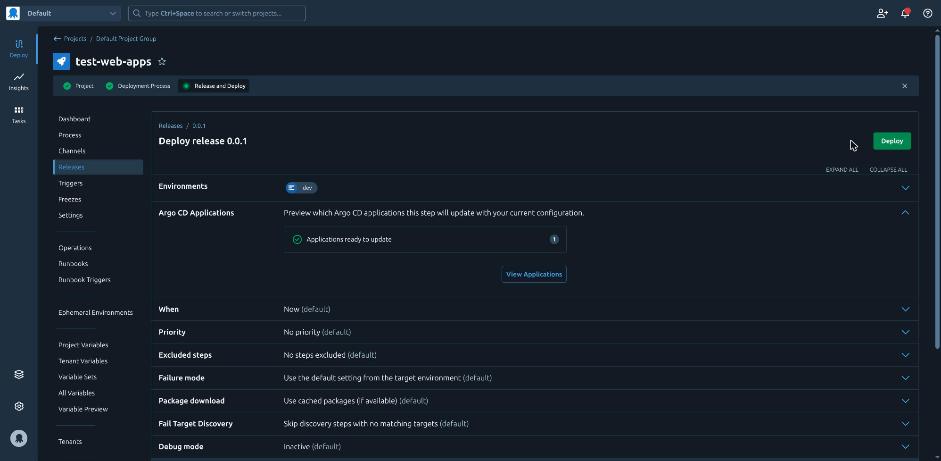 Default
Type Ctrl+Space to search or switch projects...
Deploy
Insights
Tasks
Projects / Default Project Group
test-web-apps
Project
Deployment Process
Release and Deploy
Dashboard
Process
Channels
Releases
Triggers
Freezes
Settings
Operations
Runbooks
Runbook Triggers
Ephemeral Environments
Project Variables
Tenant Variables
Variable Sets
All Variables
Variable Preview
Tenants
Releases / 0.0.1
Deploy release 0.0.1
Deploy
EXPAND ALL
COLLAPSE ALL
Environments
dev
Argo CD Applications
Preview which Argo CD applications this step will update with your current configuration.
Applications ready to update
1
View Applications
When
Now (default)
Priority
No priority (default)
Excluded steps
No steps excluded (default)
Failure mode
Use the default setting from the target environment (default)
Package download
Use cached packages (if available) (default)
Fail Target Discovery
Skip discovery steps with no matching targets (default)
Debug mode
Inactive (default)